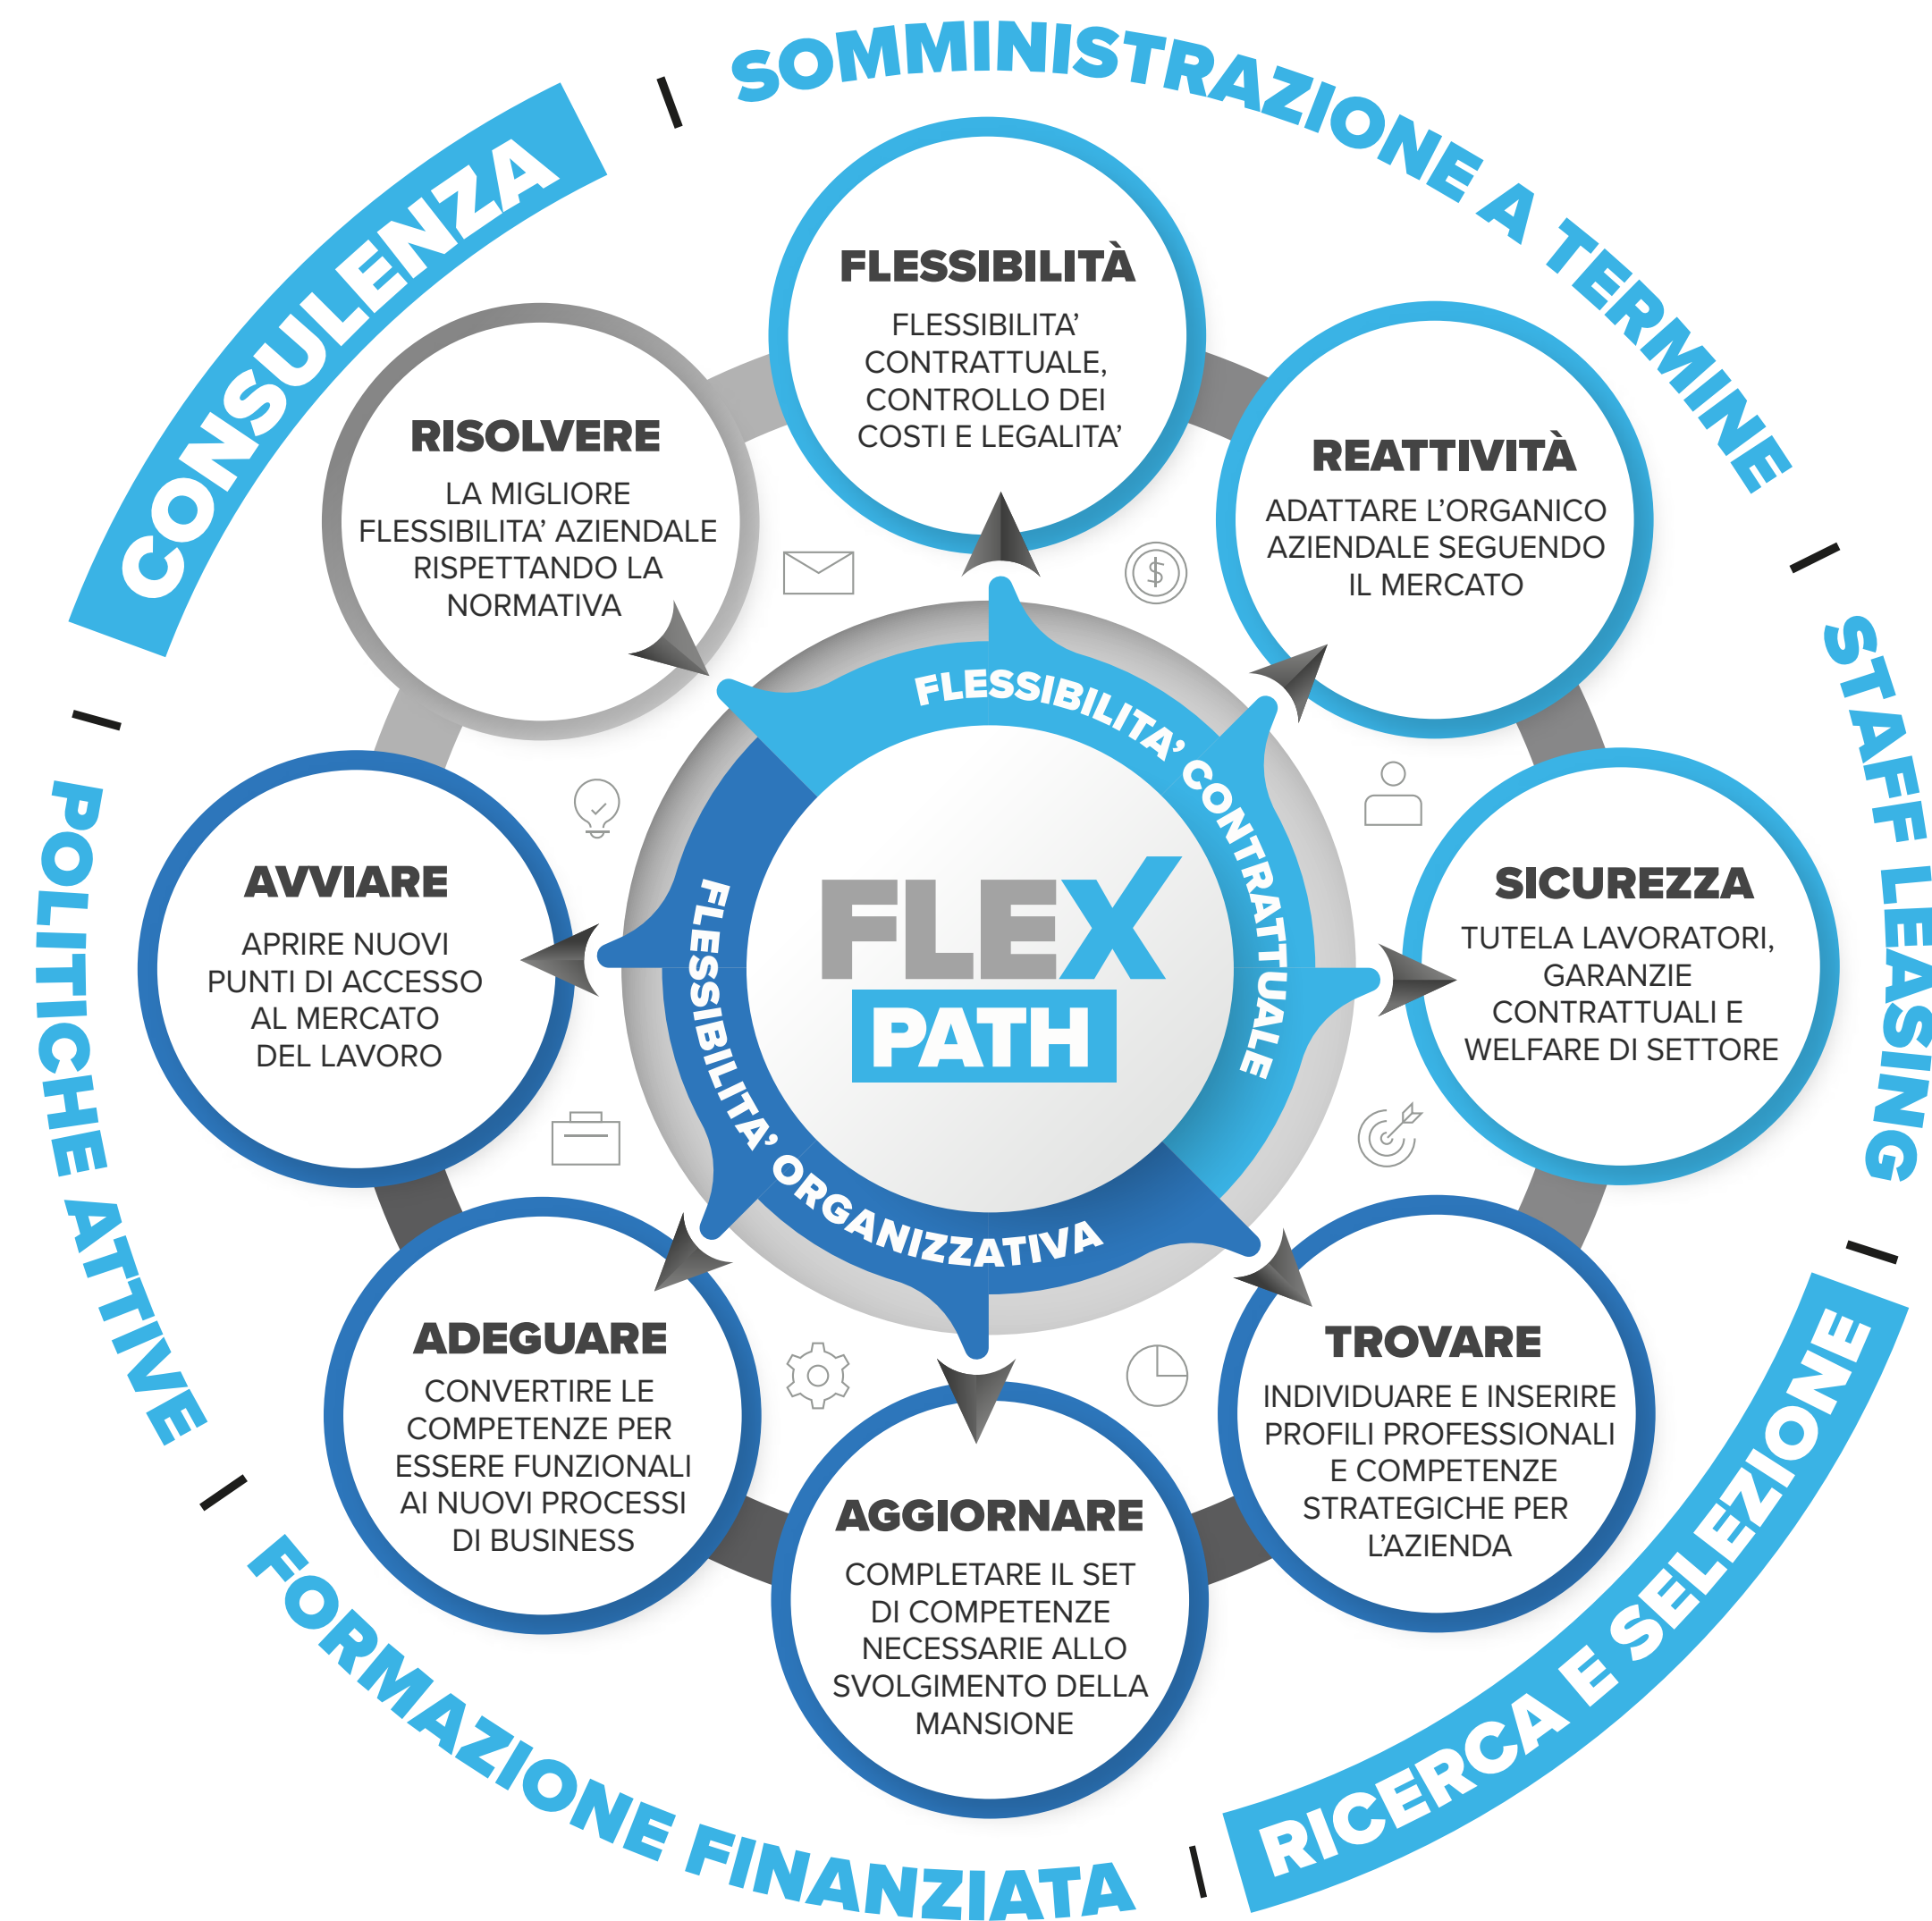 CONSULENZA
SOMMINISTRAZIONE A TERMINE
STAFF LEASING
RICERCA E SELEZIONE
FORMAZIONE FINANZIATA
POLITICHE ATTIVE
FLESSIBILITÀ
FLESSIBILITA’
CONTRATTUALE,
CONTROLLO DEI
COSTI E LEGALITA’
REATTIVITÀ
ADATTARE L’ORGANICO
AZIENDALE SEGUENDO
IL MERCATO
SICUREZZA
TUTELA LAVORATORI,
GARANZIE
CONTRATTUALI E
WELFARE DI SETTORE
TROVARE
INDIVIDUARE E INSERIRE
PROFILI PROFESSIONALI
E COMPETENZE
STRATEGICHE PER
L’AZIENDA
AGGIORNARE
COMPLETARE IL SET
DI COMPETENZE
NECESSARIE ALLO
SVOLGIMENTO DELLA
MANSIONE
ADEGUARE
CONVERTIRE LE
COMPETENZE PER
ESSERE FUNZIONALI
AI NUOVI PROCESSI
DI BUSINESS
AVVIARE
APRIRE NUOVI
PUNTI DI ACCESSO
AL MERCATO
DEL LAVORO
RISOLVERE
LA MIGLIORE
FLESSIBILITA’ AZIENDALE
RISPETTANDO LA
NORMATIVA
FLESSIBILITA’ CONTRATTUALE
FLESSIBILITA’ ORGANIZZATIVA
FLEX
PATH
$